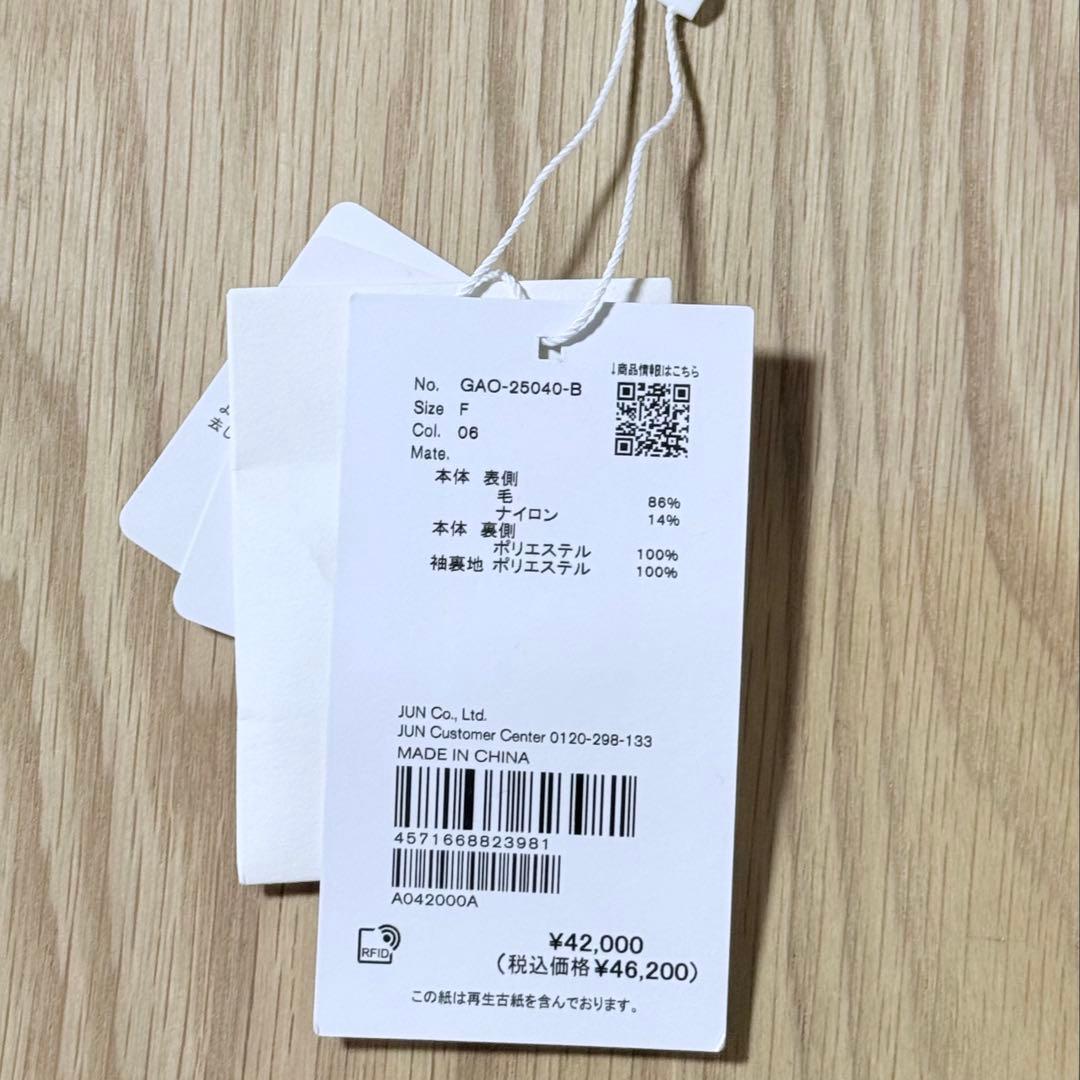 ↓商品情報はこちら
No. GAO-25040-B
Size F
Col. 06
Mate.
本体 表側
毛 86%
ナイロン 14%
本体 裏側
ポリエステル 100%
袖裏地 ポリエステル 100%
去し
JUN Co., Ltd.
JUN Customer Center 0120-298-133
MADE IN CHINA
4571668823981
A042000A
RFID
¥42,000
(税込価格¥46,200)
この紙は再生古紙を含んでおります。